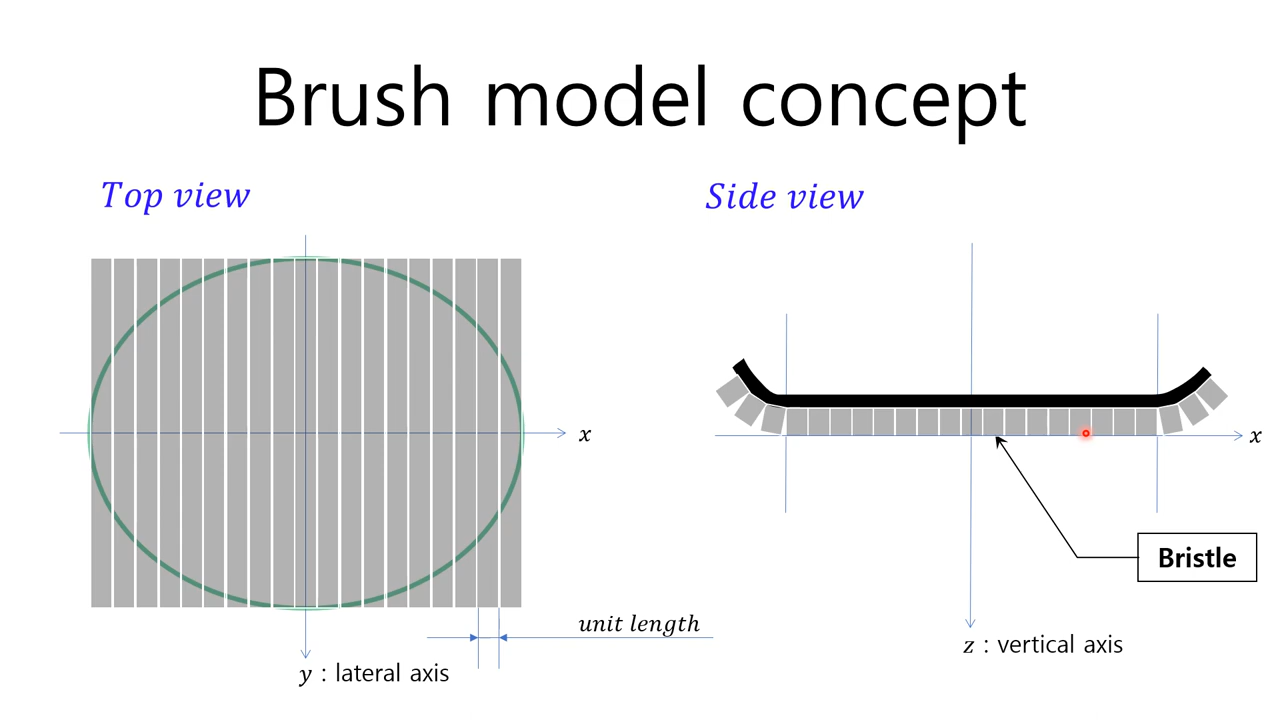 Brush model concept
Top view
Side view
x
x
Bristle
unit length
y : lateral axis
z : vertical axis